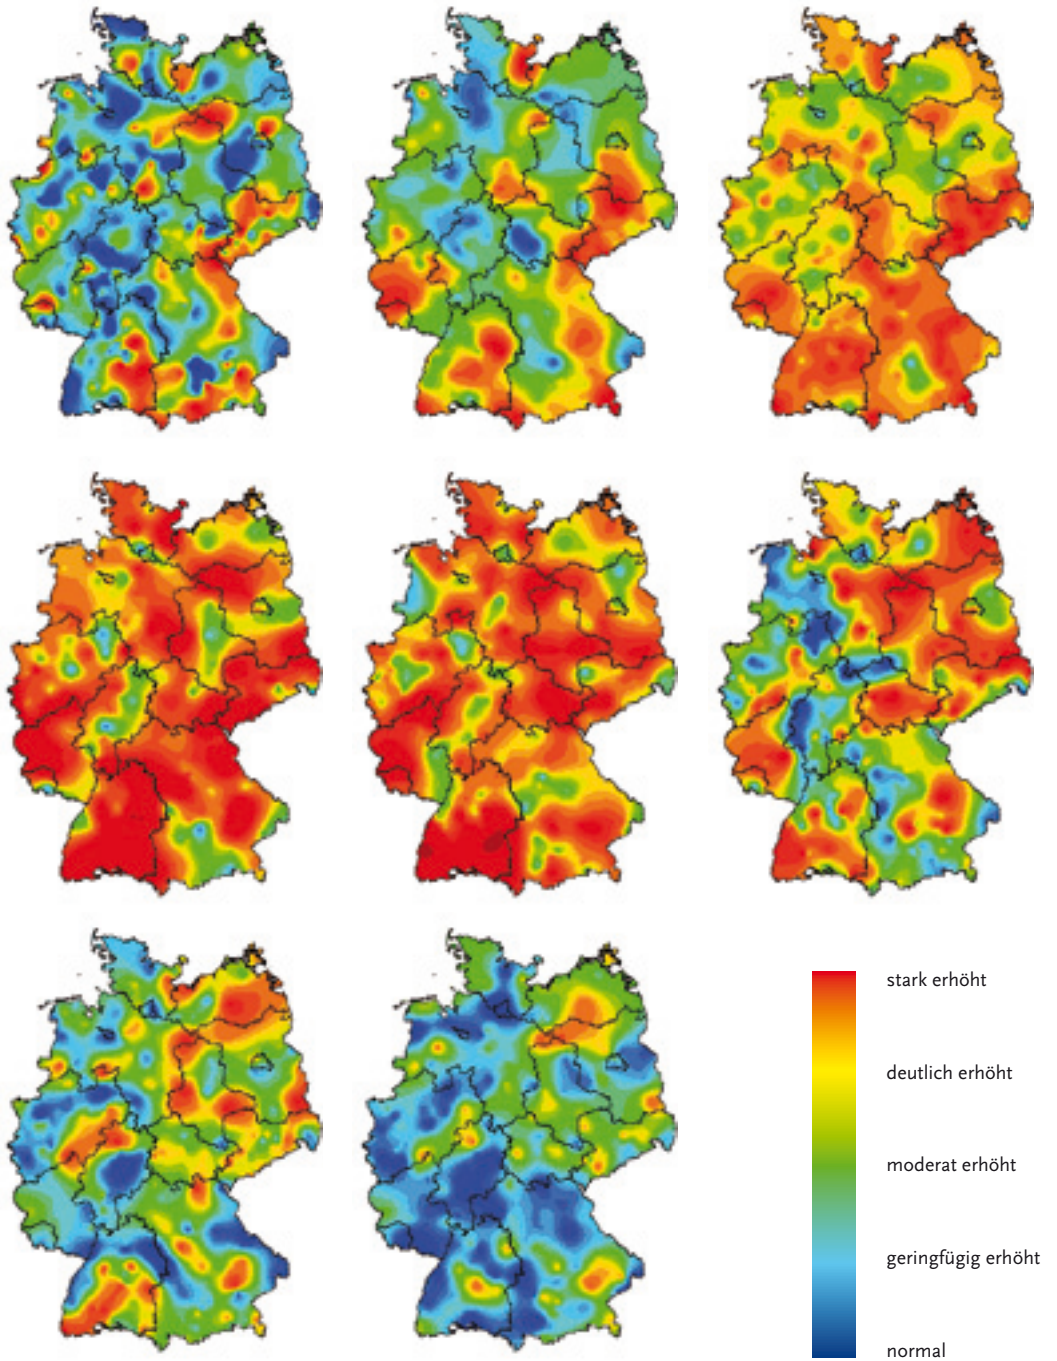 stark erhöht
deutlich erhöht
moderat erhöht
geringfügig erhöht
normal